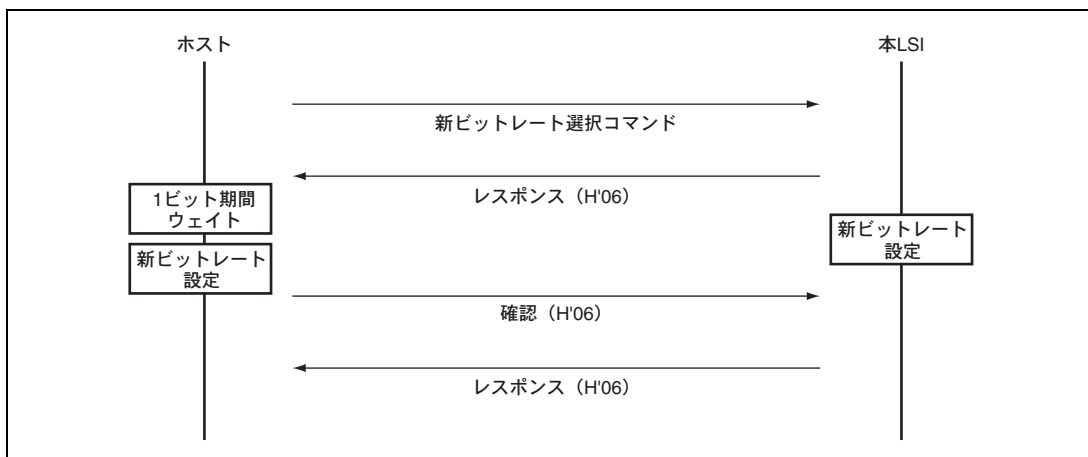 ホスト
本LSI
新ビットレート選択コマンド
レスポンス（H'06）
1ビット期間
ウェイト
新ビットレート
設定
新ビットレート
設定
確認（H'06）
レスポンス（H'06）